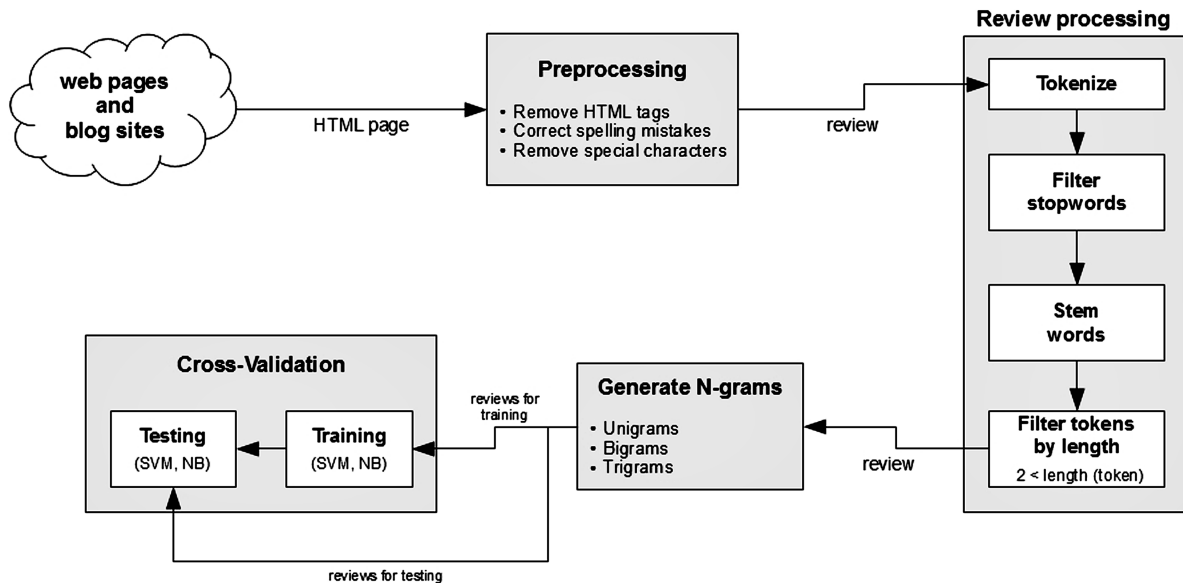 web pages
and
blog sites
HTML page
Preprocessing
• Remove HTML tags
• Correct spelling mistakes
• Remove special characters
review
Review processing
Tokenize
Filter
stopwords
Stem
words
Filter tokens
by length
2 < length (token)
review
Generate N-grams
• Unigrams
• Bigrams
• Trigrams
reviews for
training
reviews for testing
Cross-Validation
Training
(SVM, NB)
Testing
(SVM, NB)